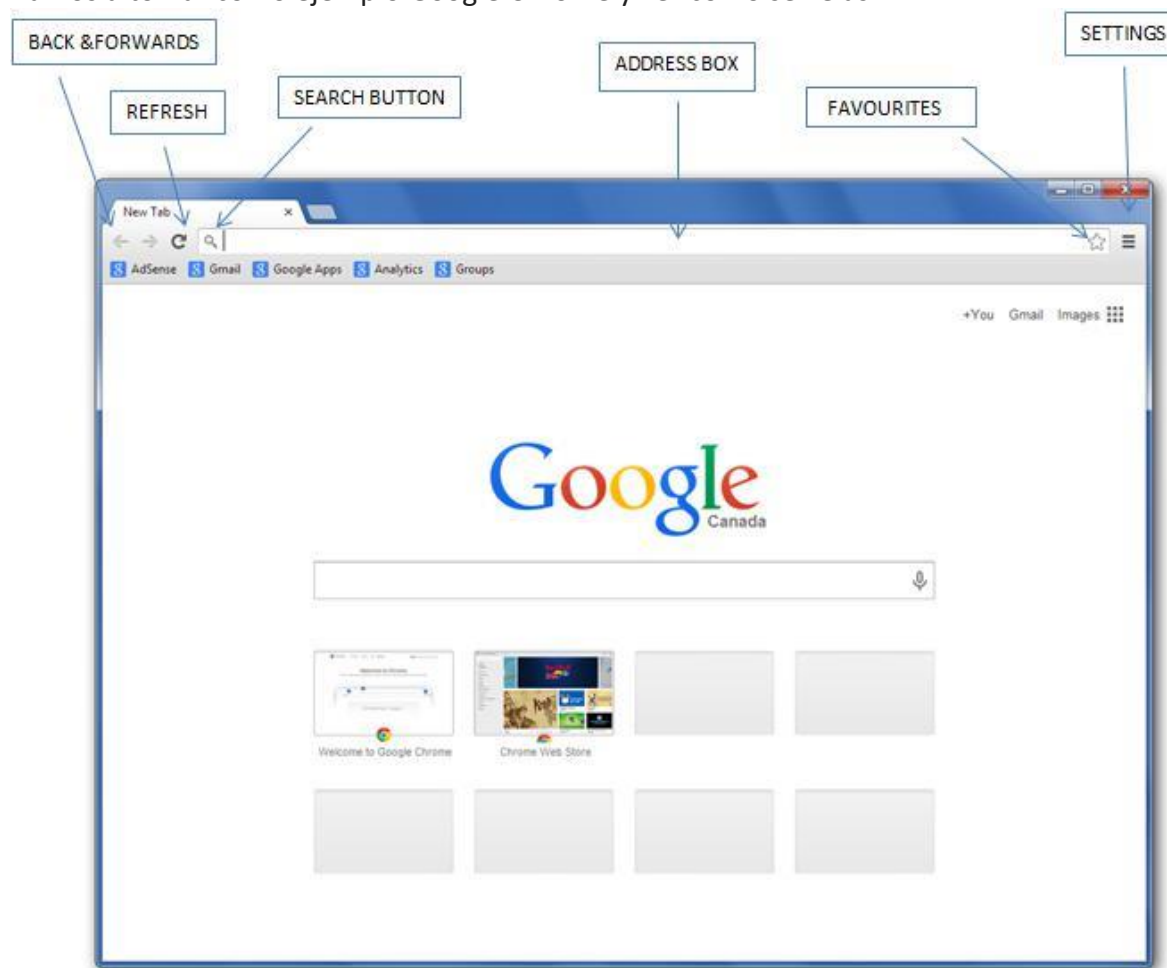 BACK &FORWARDS
SETTINGS
ADDRESS BOX
REFRESH
SEARCH BUTTON
FAVOURITES
New Tab
AdSense Gmail Google Apps Analytics Groups
+You Gmail Images
Google
Canada
Welcome to Google Chrome
Chrome Web Store